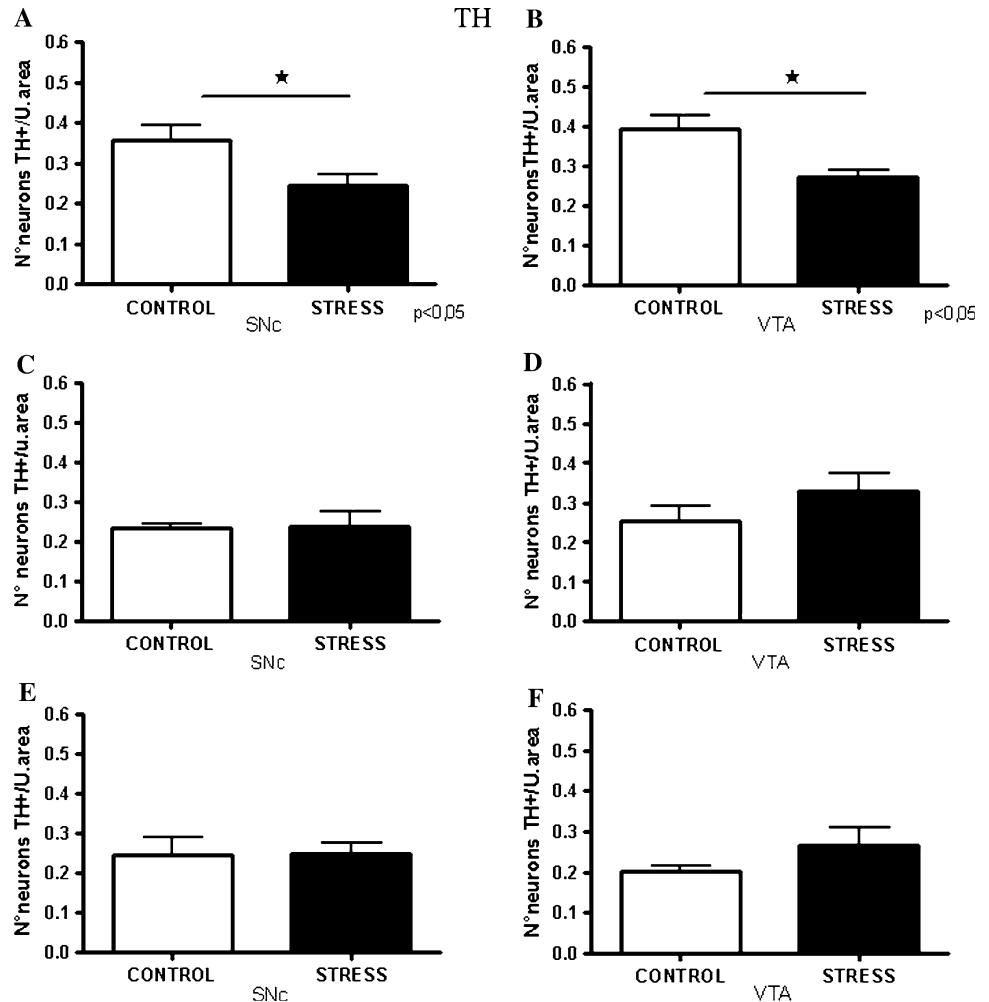 A
TH
B
N°neurons TH+/U.area
0.6
0.5
0.4
0.3
0.2
0.1
0.0
★
CONTROL STRESS
SNc
p<0,05
N°neuronsTH+/U.area
0.6
0.5
0.4
0.3
0.2
0.1
0.0
★
CONTROL STRESS
VTA
p<0,05
C
N° neurons TH+/u.area
0.6
0.5
0.4
0.3
0.2
0.1
0.0
CONTROL STRESS
SNc
D
N° neurons TH+/U.area
0.6
0.5
0.4
0.3
0.2
0.1
0.0
CONTROL STRESS
VTA
E
N°neurons TH+/U.area
0.6
0.5
0.4
0.3
0.2
0.1
0.0
CONTROL STRESS
SNc
F
N°neurons TH+/U.area
0.6
0.5
0.4
0.3
0.2
0.1
0.0
CONTROL STRESS
VTA